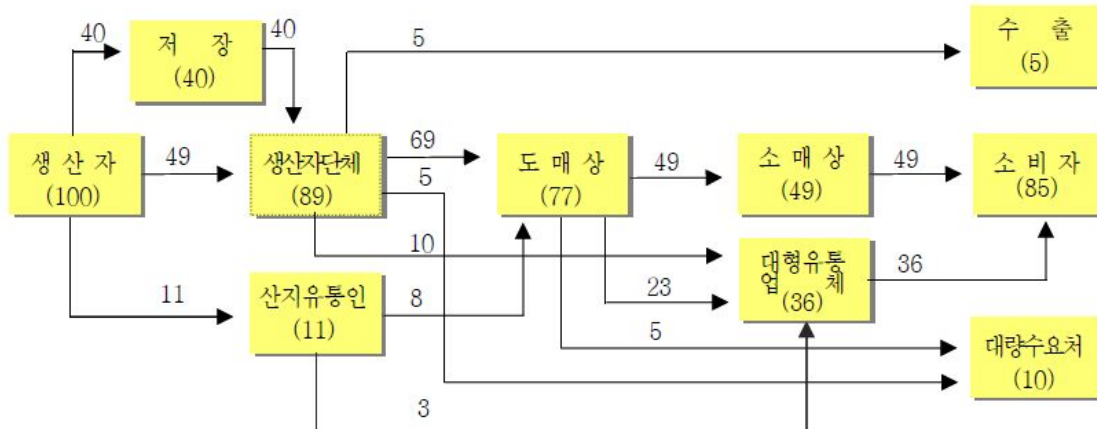 40
저 장
(40)
40
5
수 출
(5)
생 산 자
(100)
49
생산자단체
(89)
69
5
도 매 상
(77)
49
소 매 상
(49)
49
소 비 자
(85)
10
대형유통
업 체
(36)
36
11
산지유통인
(11)
8
23
5
대량수요처
(10)
3